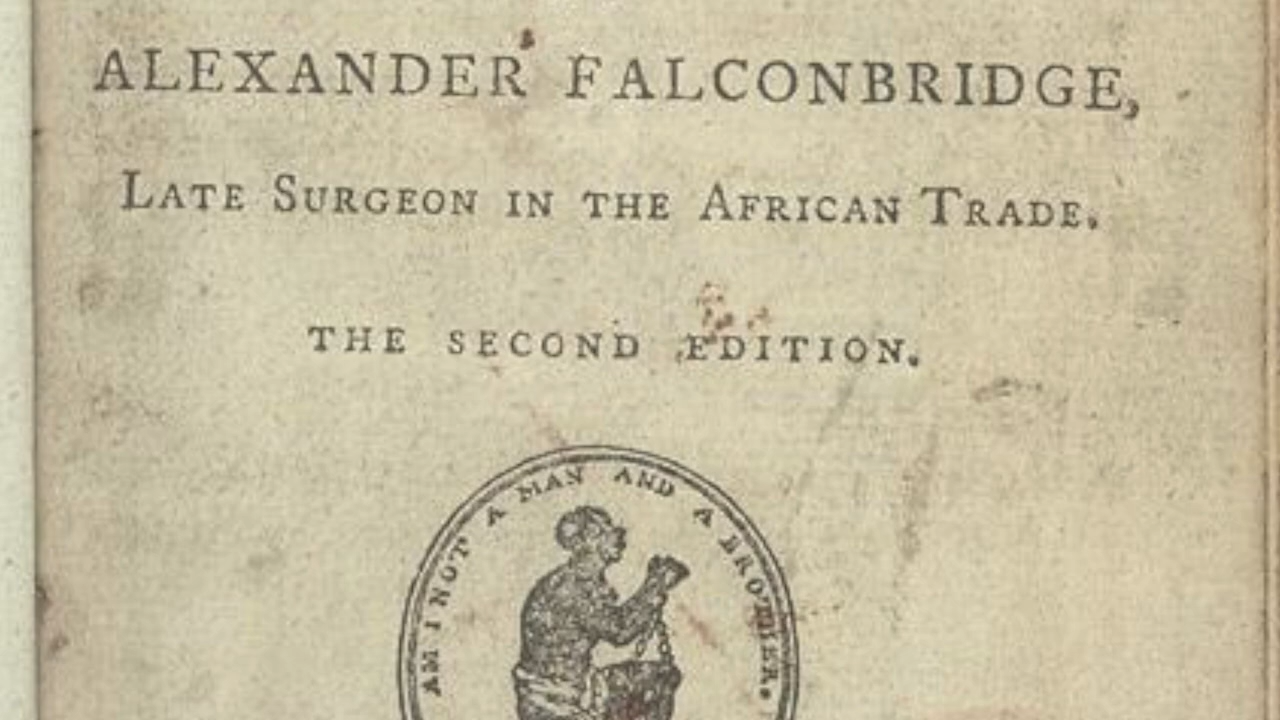 ALEXANDER FALCONBRIDGE,
LATE SURGEON IN THE AFRICAN TRADE.
THE SECOND EDITION.
AM I NOT A MAN AND A BROTHER.